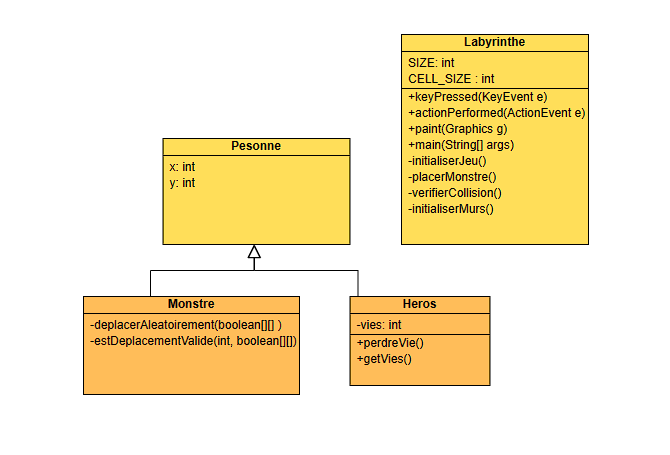 Labyrinthe
SIZE: int
CELL_SIZE : int
+keyPressed(KeyEvent e)
+actionPerformed(ActionEvent e)
+paint(Graphics g)
+main(String[] args)
-initialiserJeu()
-placerMonstre()
-verifierCollision()
-initialiserMurs()
Pesonne
x: int
y: int
Monstre
-deplacerAleatoirement(boolean[][] )
-estDeplacementValide(int, boolean[][])
Heros
-vies: int
+perdreVie()
+getVies()